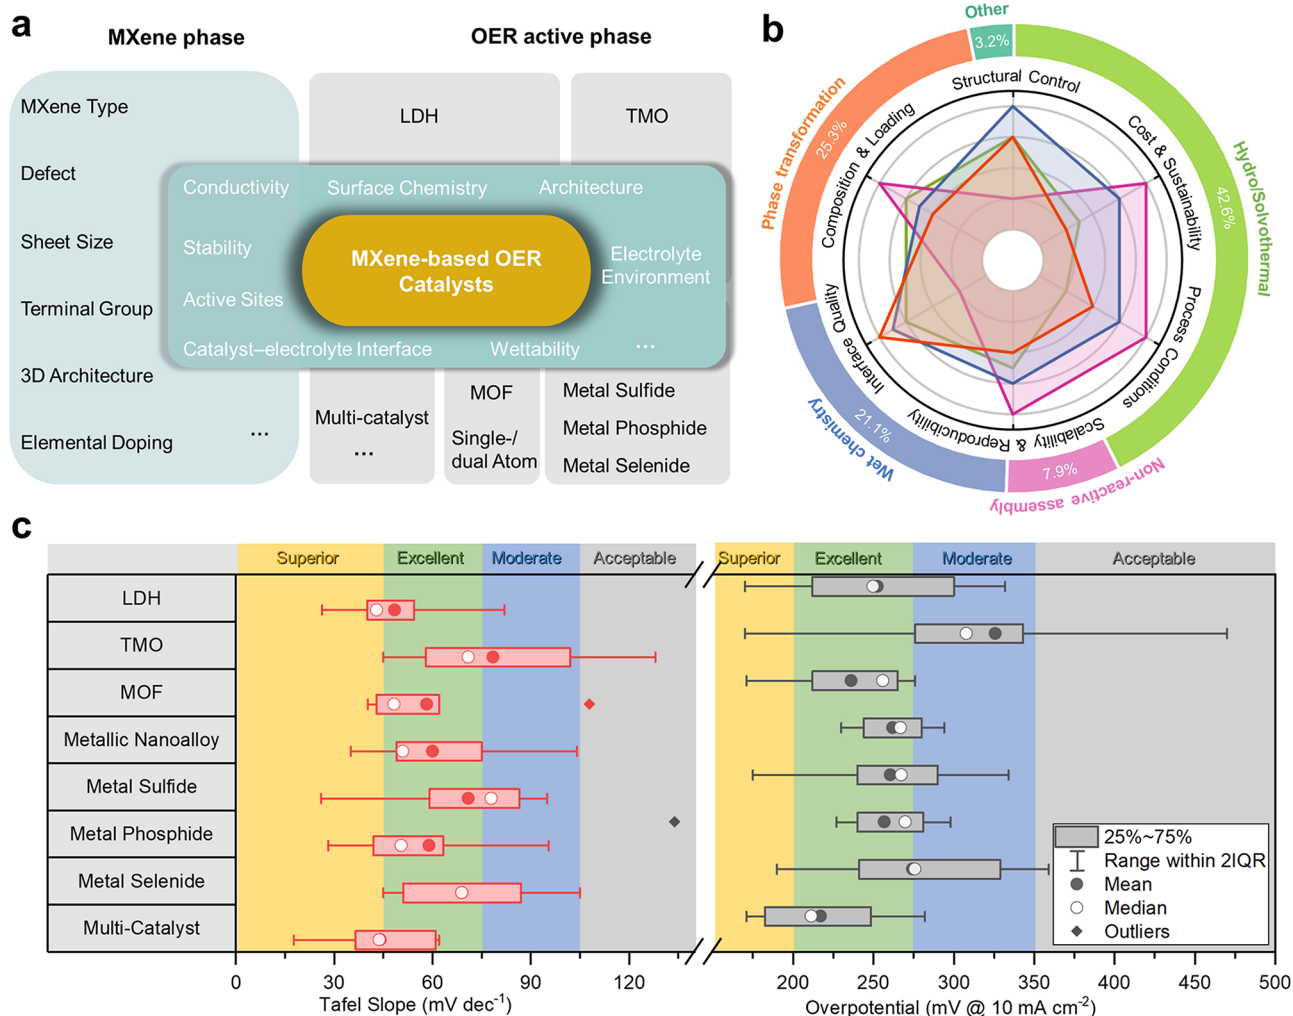 a
MXene phase
OER active phase
MXene Type
Defect
Sheet Size
Terminal Group
3D Architecture
Elemental Doping
...
LDH
TMO
Conductivity
Surface Chemistry
Architecture
Stability
Active Sites
MXene-based OER
Catalysts
Electrolyte
Environment
Catalyst–electrolyte Interface
Wettability
...
Multi-catalyst
...
MOF
Single-/
dual Atom
Metal Sulfide
Metal Phosphide
Metal Selenide
b
Other
3.2%
Hydro/Solvothermal
42.6%
Non-reactive assembly
7.9%
Wet chemistry
21.1%
Phase transformation
25.3%
Structural Control
Cost & Sustainability
Process Conditions
Scalability & Reproducibility
Interface Quality
Composition & Loading
c
Superior
Excellent
Moderate
Acceptable
Superior
Excellent
Moderate
Acceptable
LDH
TMO
MOF
Metallic Nanoalloy
Metal Sulfide
Metal Phosphide
Metal Selenide
Multi-Catalyst
25%~75%
Range within 2IQR
Mean
Median
Outliers
0 30 60 90 120
200 250 300 350 400 450 500
Tafel Slope (mV dec⁻¹)
Overpotential (mV @ 10 mA cm⁻²)